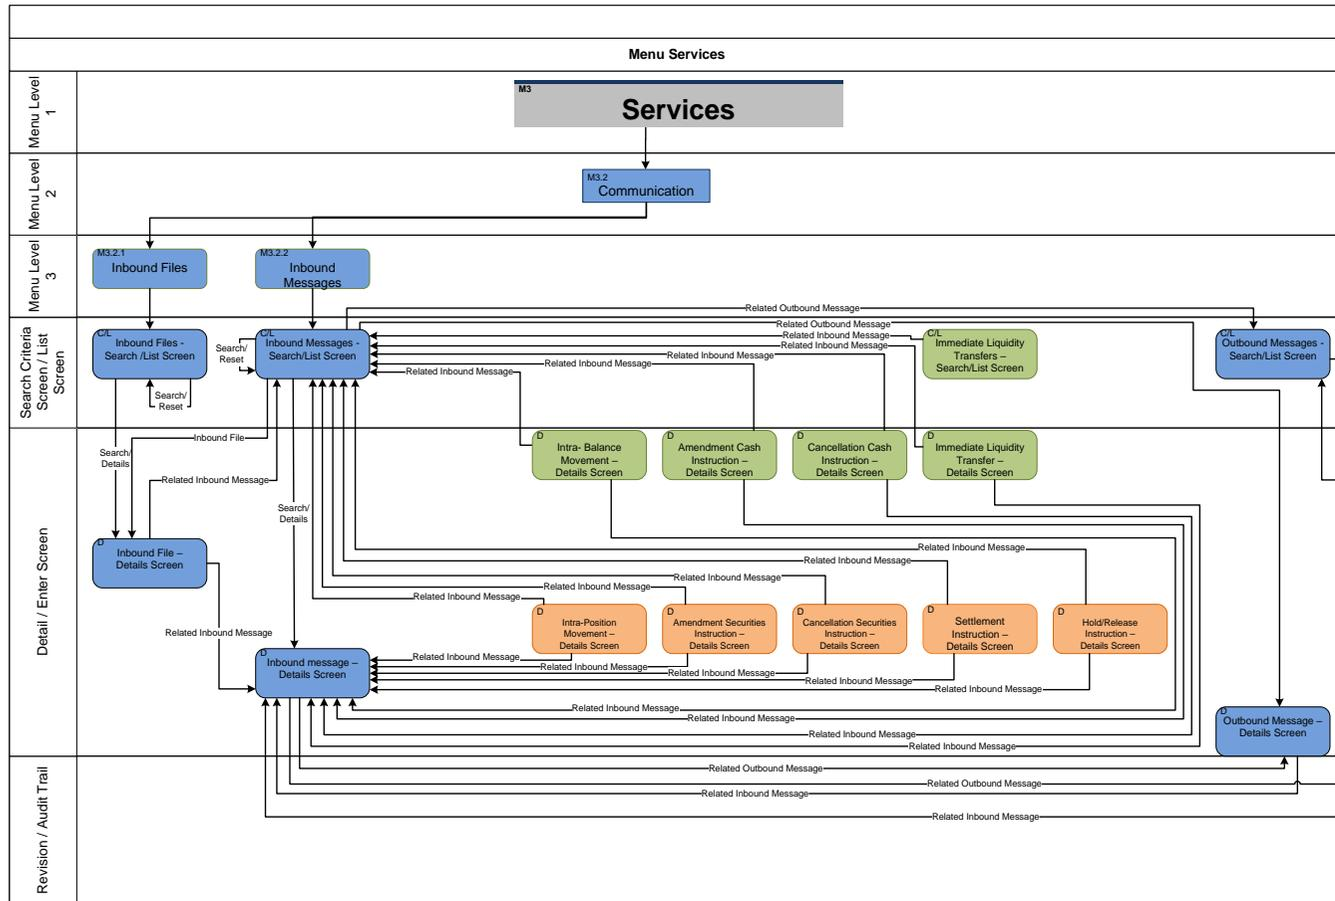 Menu Services
Menu Level
1
M3
Services
Menu Level
2
M3.2
Communication
Menu Level
3
M3.2.1
Inbound Files
M3.2.2
Inbound
Messages
Related Outbound Message
Search Criteria
Screen / List
Screen
C/L
Inbound Files -
Search /List Screen
Search/
Reset
C/L
Inbound Messages -
Search/List Screen
Search/
Reset
Related Outbound Message
Related Inbound Message
Related Inbound Message
Related Inbound Message
Related Inbound Message
Related Inbound Message
C/L
Immediate Liquidity
Transfers –
Search/List Screen
C/L
Outbound Messages -
Search/List Screen
Detail / Enter Screen
Inbound File
Search/
Details
Related Inbound Message
Search/
Details
D
Intra- Balance
Movement –
Details Screen
D
Amendment Cash
Instruction –
Details Screen
D
Cancellation Cash
Instruction –
Details Screen
D
Immediate Liquidity
Transfer –
Details Screen
D
Inbound File –
Details Screen
Related Inbound Message
Related Inbound Message
Related Inbound Message
Related Inbound Message
Related Inbound Message
Related Inbound Message
D
Intra-Position
Movement –
Details Screen
D
Amendment Securities
Instruction –
Details Screen
D
Cancellation Securities
Instruction –
Details Screen
D
Settlement
Instruction –
Details Screen
D
Hold/Release
Instruction –
Details Screen
D
Inbound message –
Details Screen
Related Inbound Message
Related Inbound Message
Related Inbound Message
Related Inbound Message
Related Inbound Message
Related Inbound Message
Related Inbound Message
Related Inbound Message
Related Inbound Message
D
Outbound Message –
Details Screen
Revision / Audit Trail
Related Outbound Message
Related Outbound Message
Related Inbound Message
Related Inbound Message